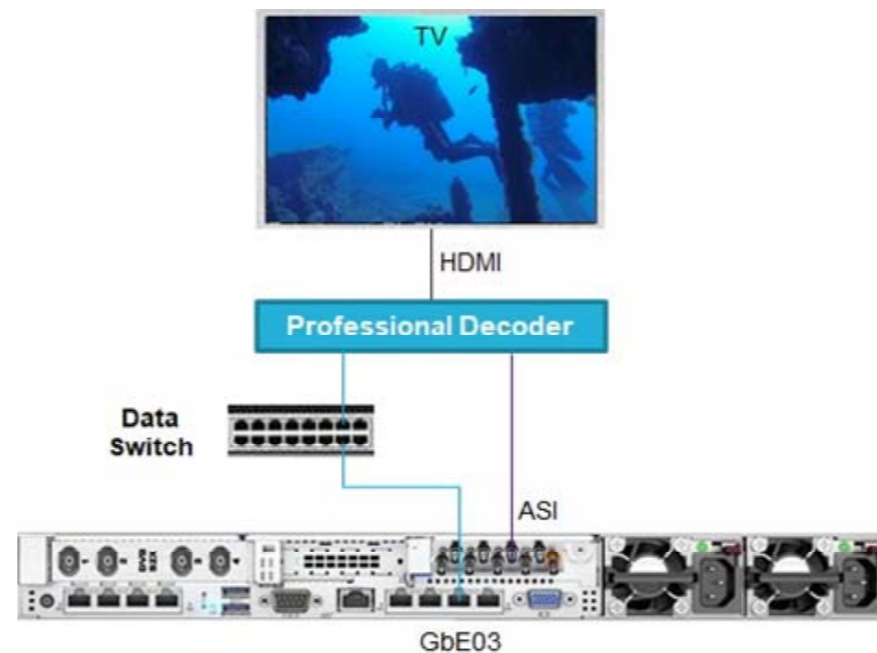 TV
HDMI
Professional Decoder
Data
Switch
ASI
GbE03